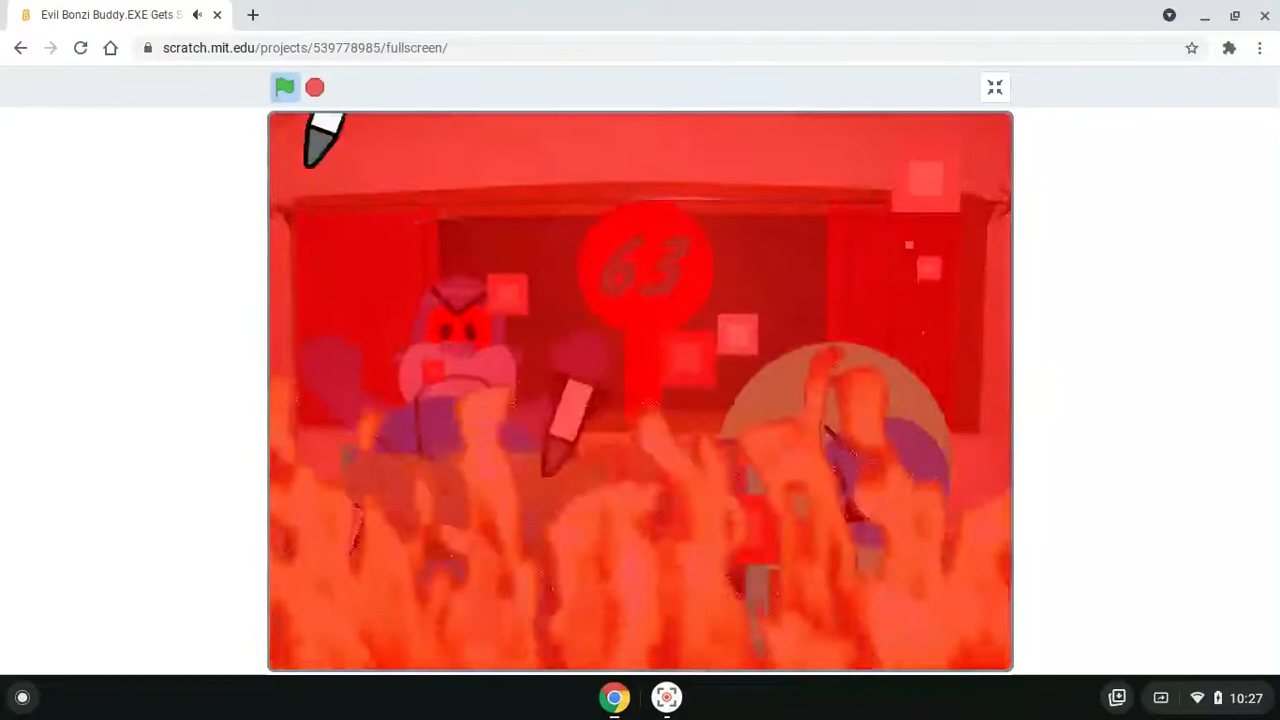 Evil Bonzi Buddy.EXE Gets S
scratch.mit.edu/projects/539778985/fullscreen/
63
10:27